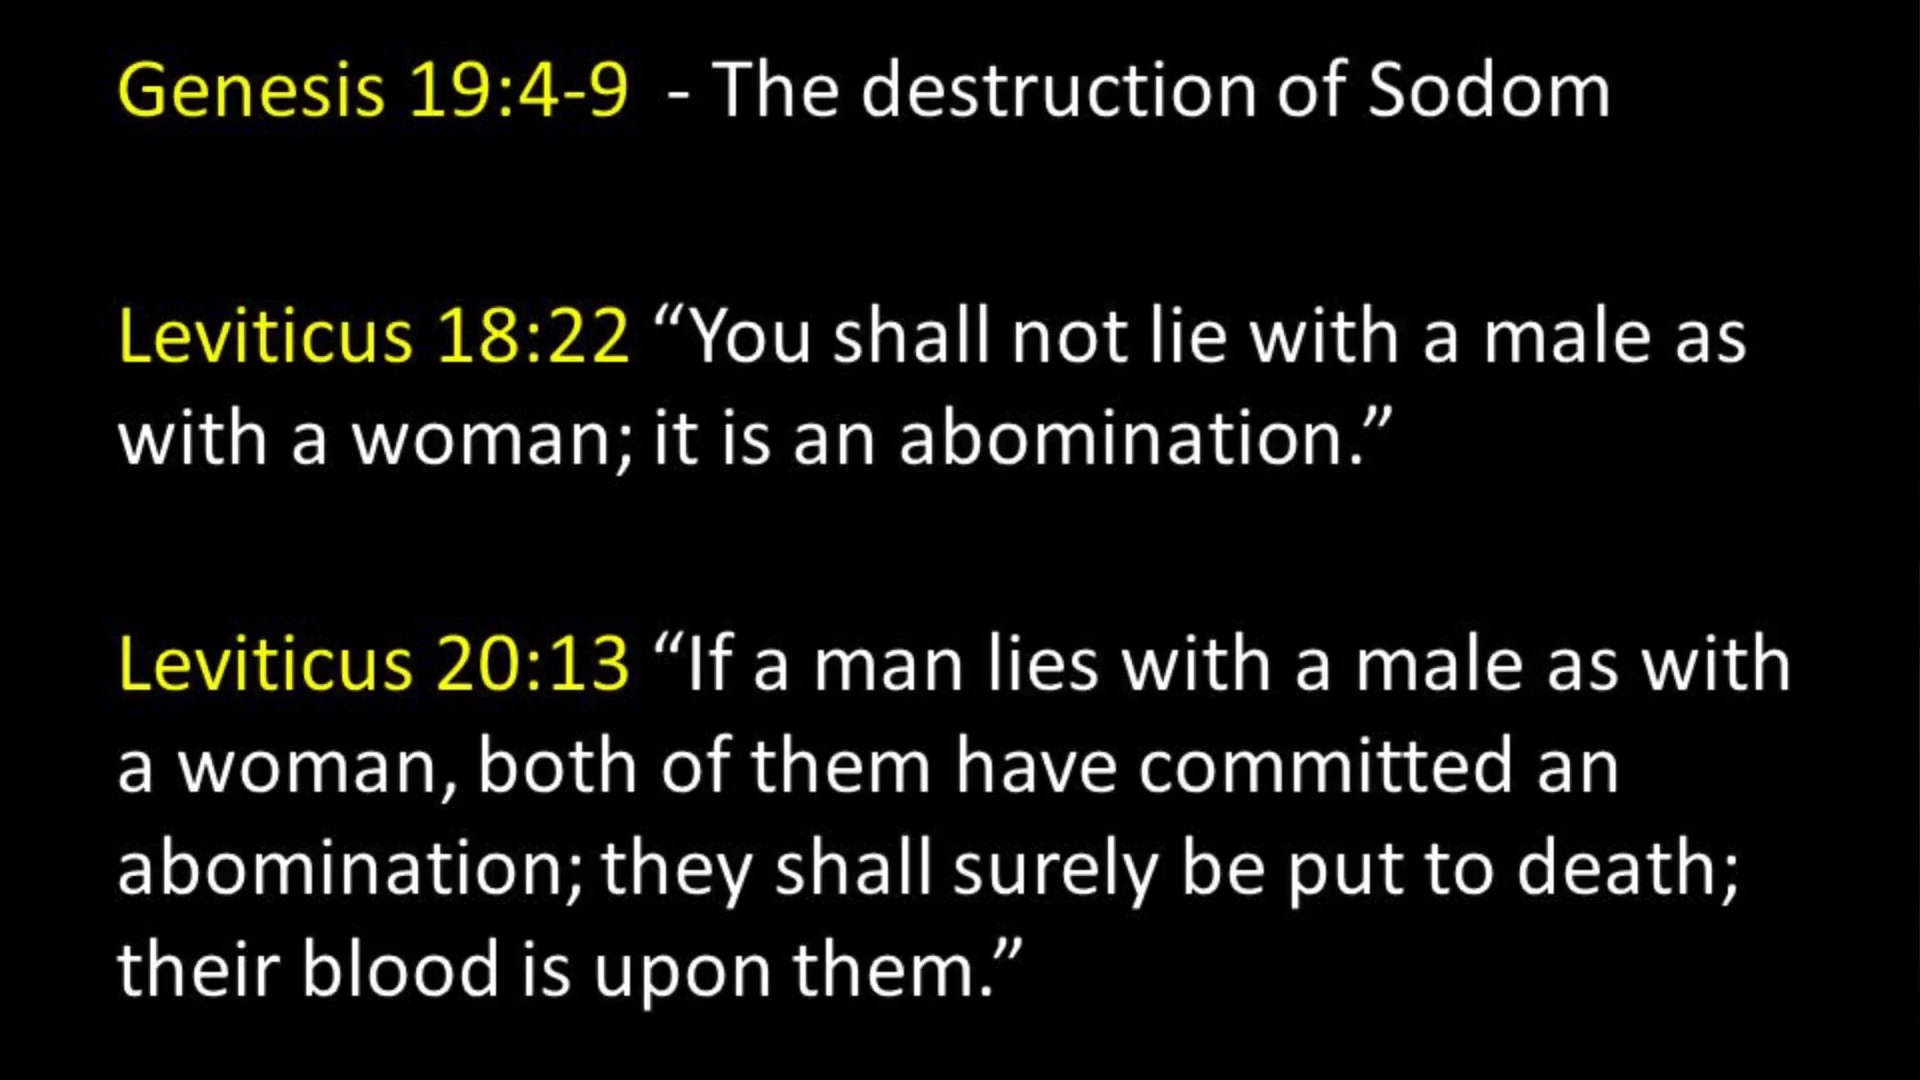 Genesis 19:4-9 - The destruction of Sodom
Leviticus 18:22 “You shall not lie with a male as
with a woman; it is an abomination.”
Leviticus 20:13 “If a man lies with a male as with
a woman, both of them have committed an
abomination; they shall surely be put to death;
their blood is upon them.”